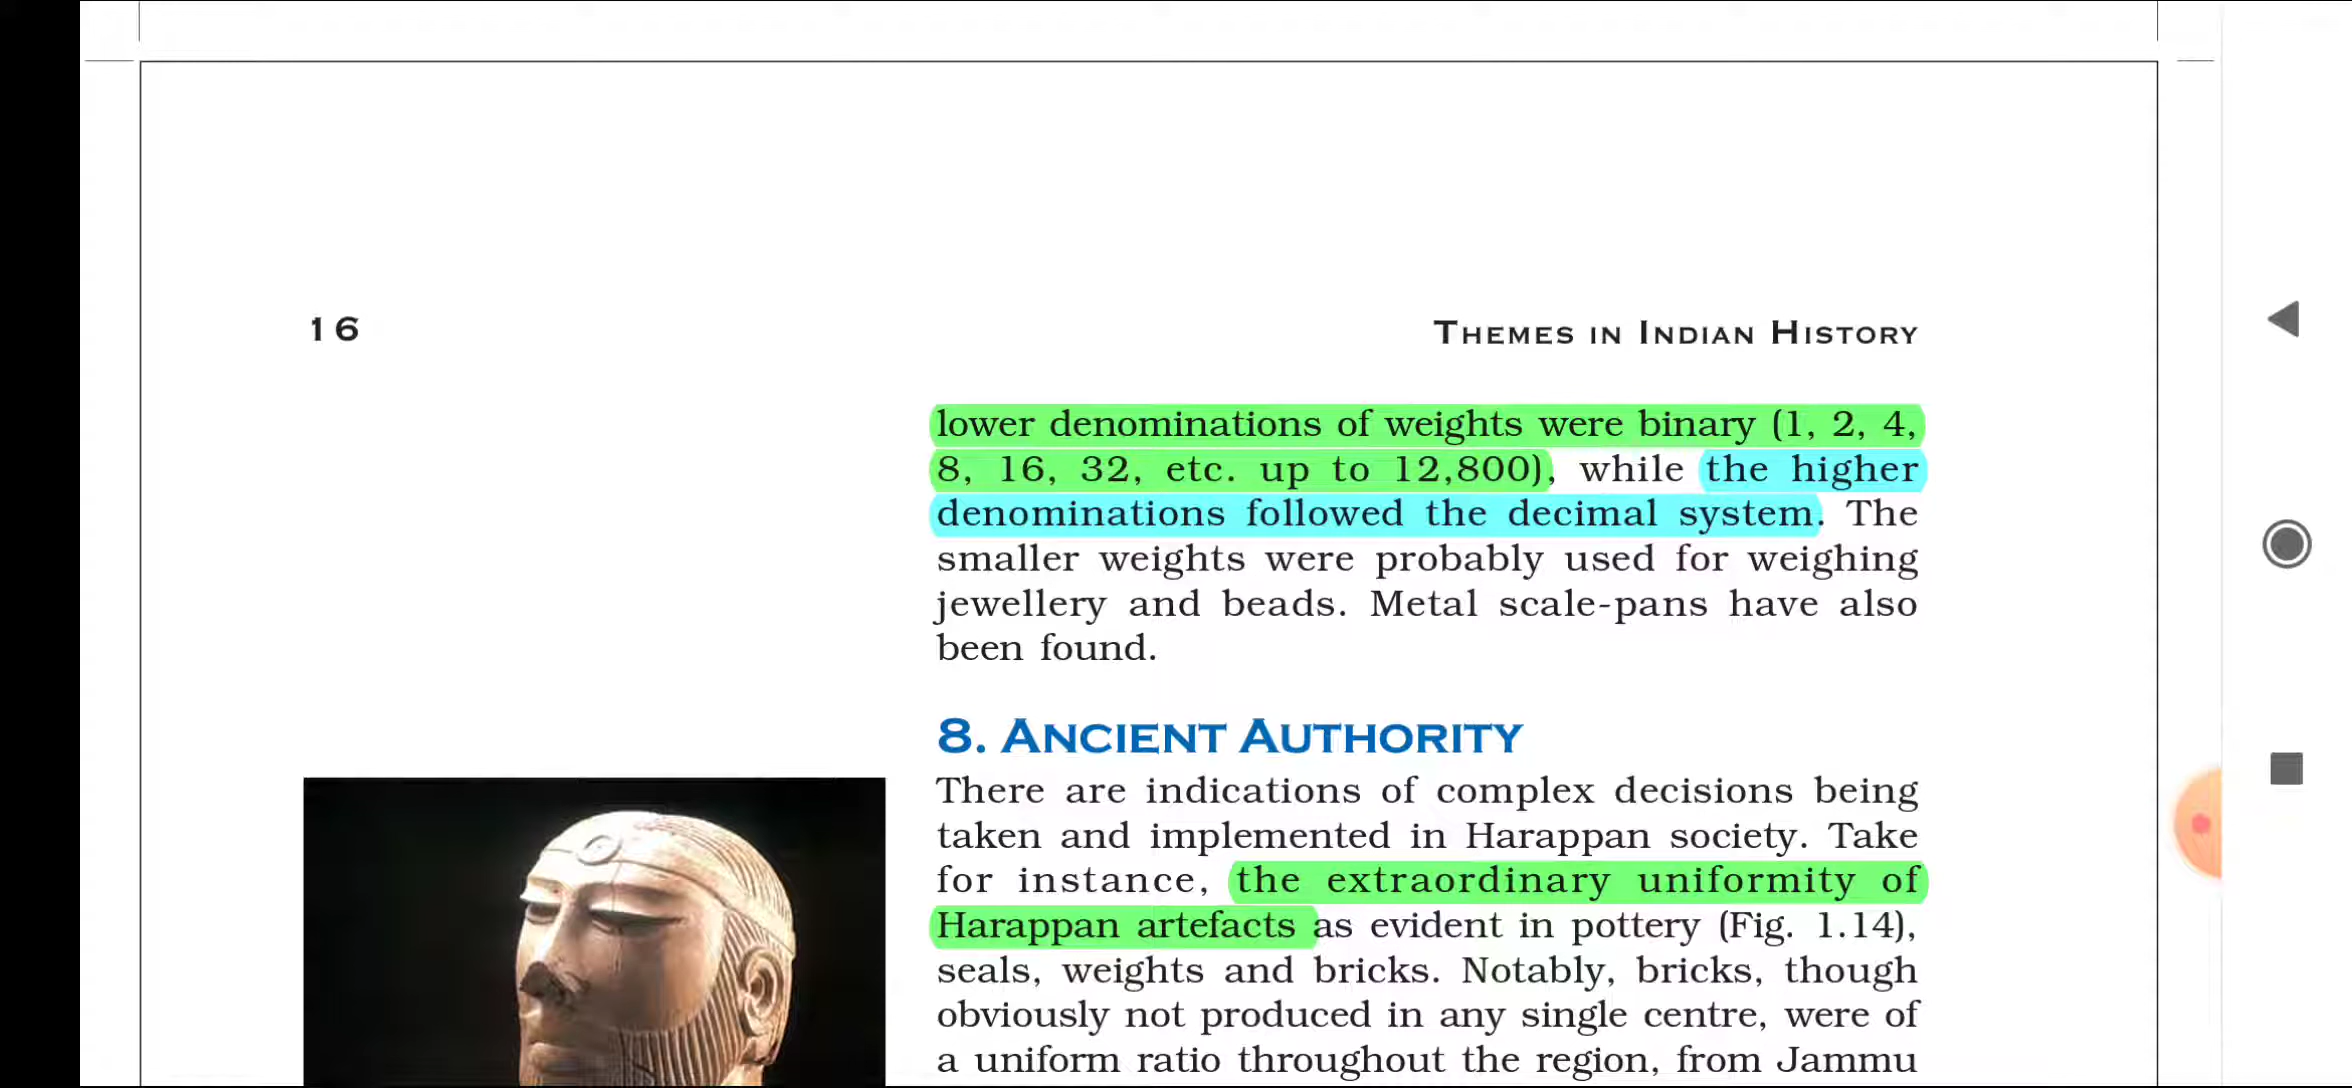 16
THEMES IN INDIAN HISTORY
lower denominations of weights were binary (1, 2, 4,
8, 16, 32, etc. up to 12,800), while the higher
denominations followed the decimal system. The
smaller weights were probably used for weighing
jewellery and beads. Metal scale-pans have also
been found.
8. ANCIENT AUTHORITY
There are indications of complex decisions being
taken and implemented in Harappan society. Take
for instance, the extraordinary uniformity of
Harappan artefacts as evident in pottery (Fig. 1.14),
seals, weights and bricks. Notably, bricks, though
obviously not produced in any single centre, were of
a uniform ratio throughout the region, from Jammu